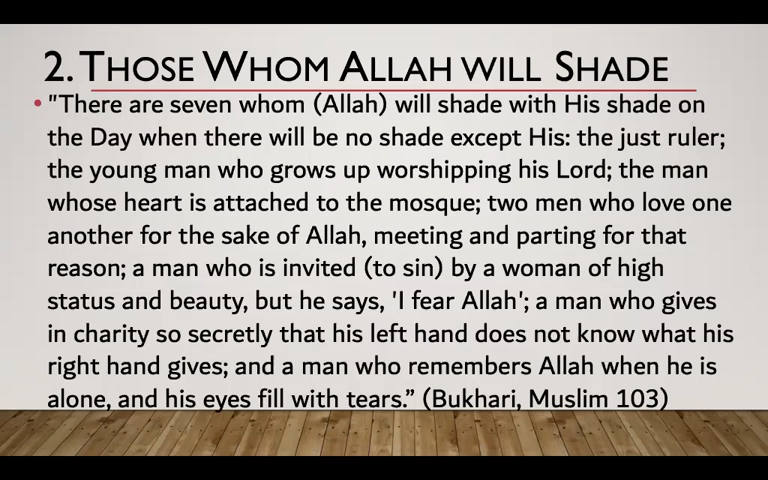 2. Those Whom Allah will Shade
• "There are seven whom (Allah) will shade with His shade on
the Day when there will be no shade except His: the just ruler;
the young man who grows up worshipping his Lord; the man
whose heart is attached to the mosque; two men who love one
another for the sake of Allah, meeting and parting for that
reason; a man who is invited (to sin) by a woman of high
status and beauty, but he says, 'I fear Allah'; a man who gives
in charity so secretly that his left hand does not know what his
right hand gives; and a man who remembers Allah when he is
alone, and his eyes fill with tears.” (Bukhari, Muslim 103)